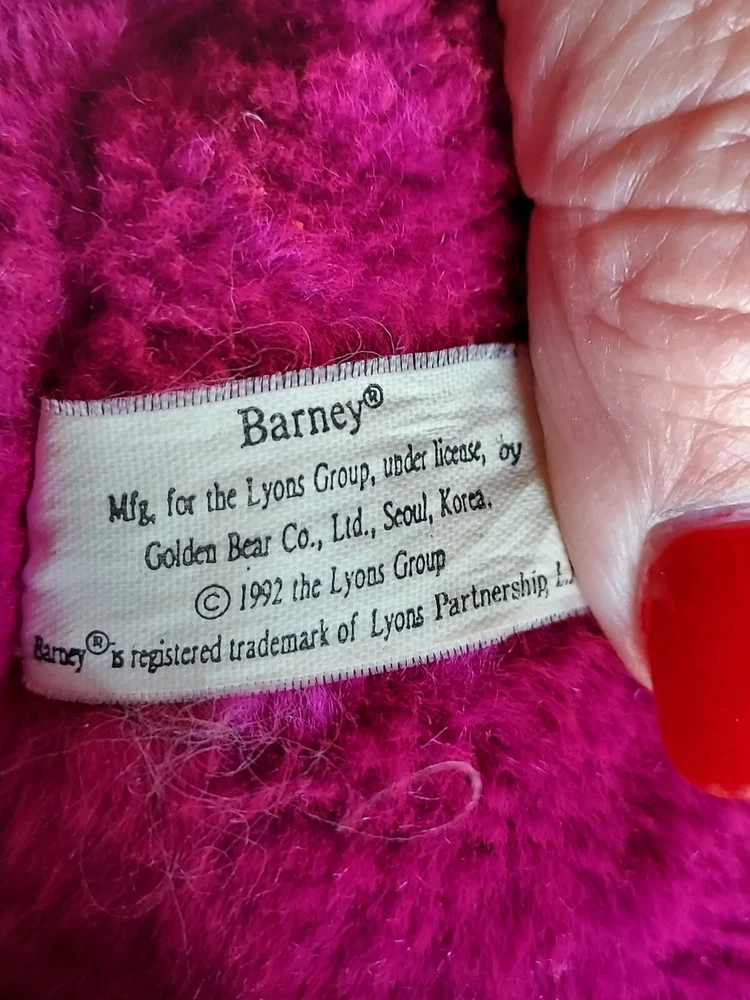 Barney®
Mfg. for the Lyons Group, under license, by
Golden Bear Co., Ltd., Seoul, Korea.
© 1992 the Lyons Group
Barney® is registered trademark of Lyons Partnership,